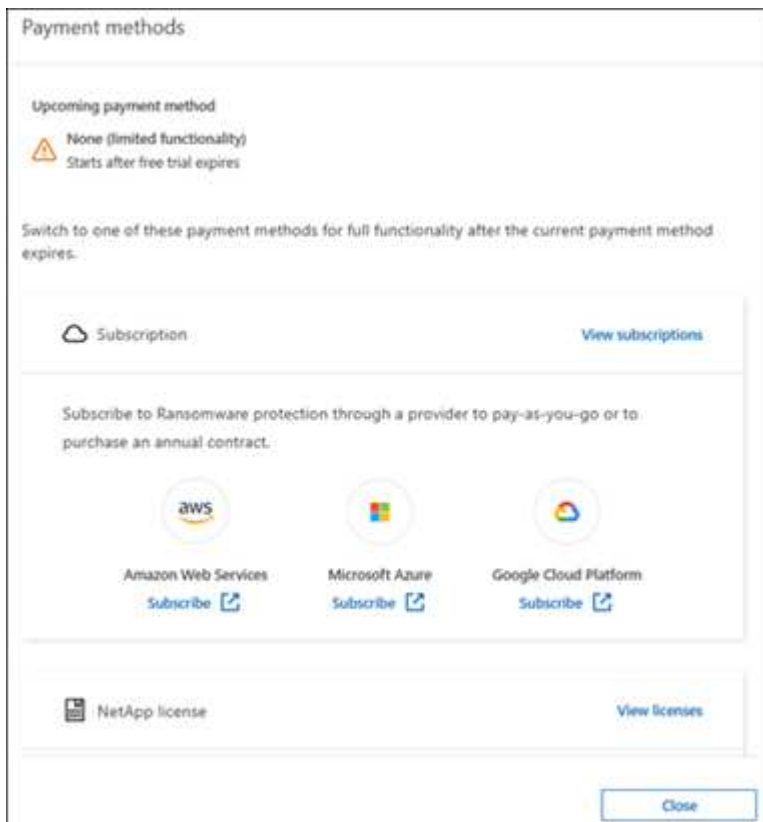 Payment methods
Upcoming payment method
None (limited functionality)
Starts after free trial expires
Switch to one of these payment methods for full functionality after the current payment method
expires.
Subscription
View subscriptions
Subscribe to Ransomware protection through a provider to pay-as-you-go or to
purchase an annual contract.
aws
Amazon Web Services
Microsoft Azure
Google Cloud Platform
Subscribe
Subscribe
Subscribe
NetApp license
View licenses
Close